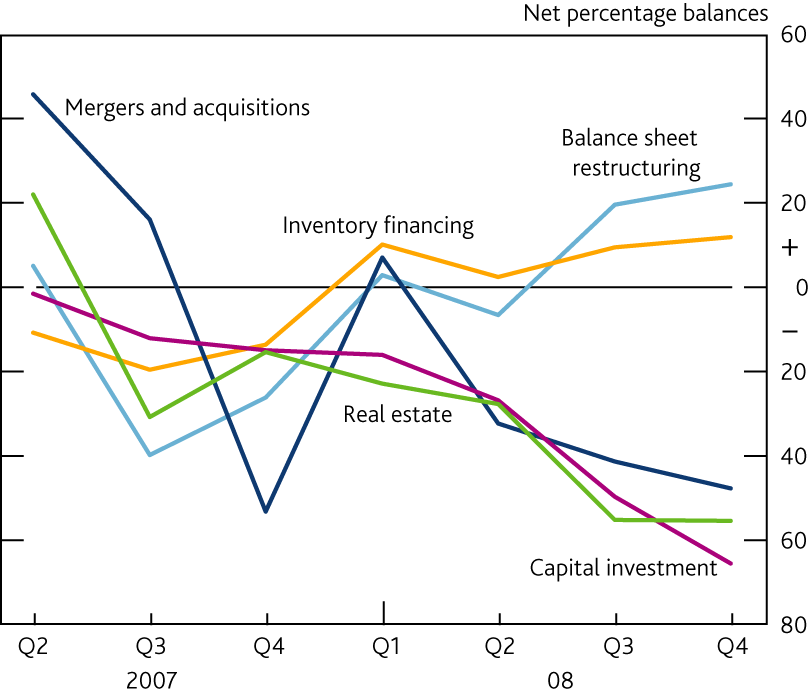 Net percentage balances
60
Mergers and acquisitions
40
Balance sheet
restructuring
20
Inventory financing
+
0
–
20
Real estate
40
60
Capital investment
80
Q2 Q3 Q4 Q1 Q2 Q3 Q4
2007 08